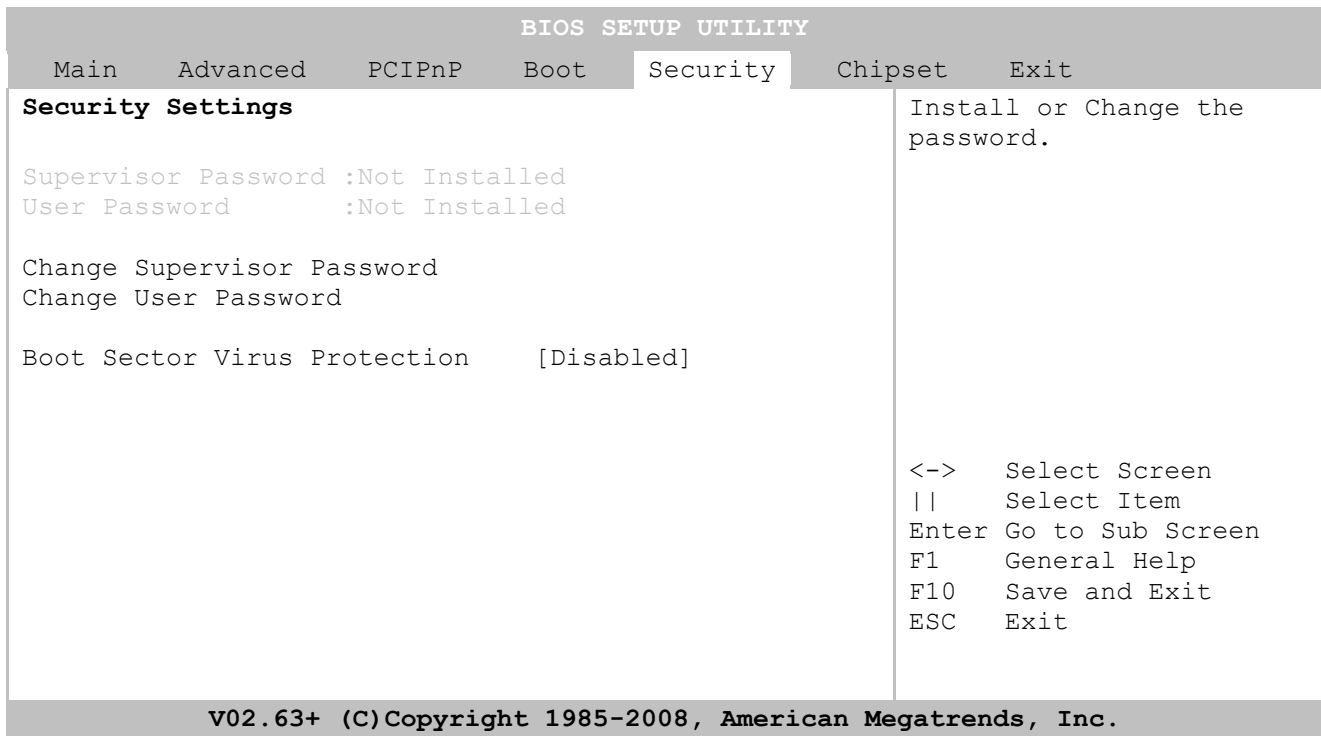 BIOS SETUP UTILITY
Main Advanced PCIPnP Boot Security Chipset Exit
Security Settings
Supervisor Password :Not Installed
User Password :Not Installed
Change Supervisor Password
Change User Password
Boot Sector Virus Protection [Disabled]
Install or Change the
password.
<-> Select Screen
|| Select Item
Enter Go to Sub Screen
F1 General Help
F10 Save and Exit
ESC Exit
V02.63+ (C)Copyright 1985-2008, American Megatrends, Inc.